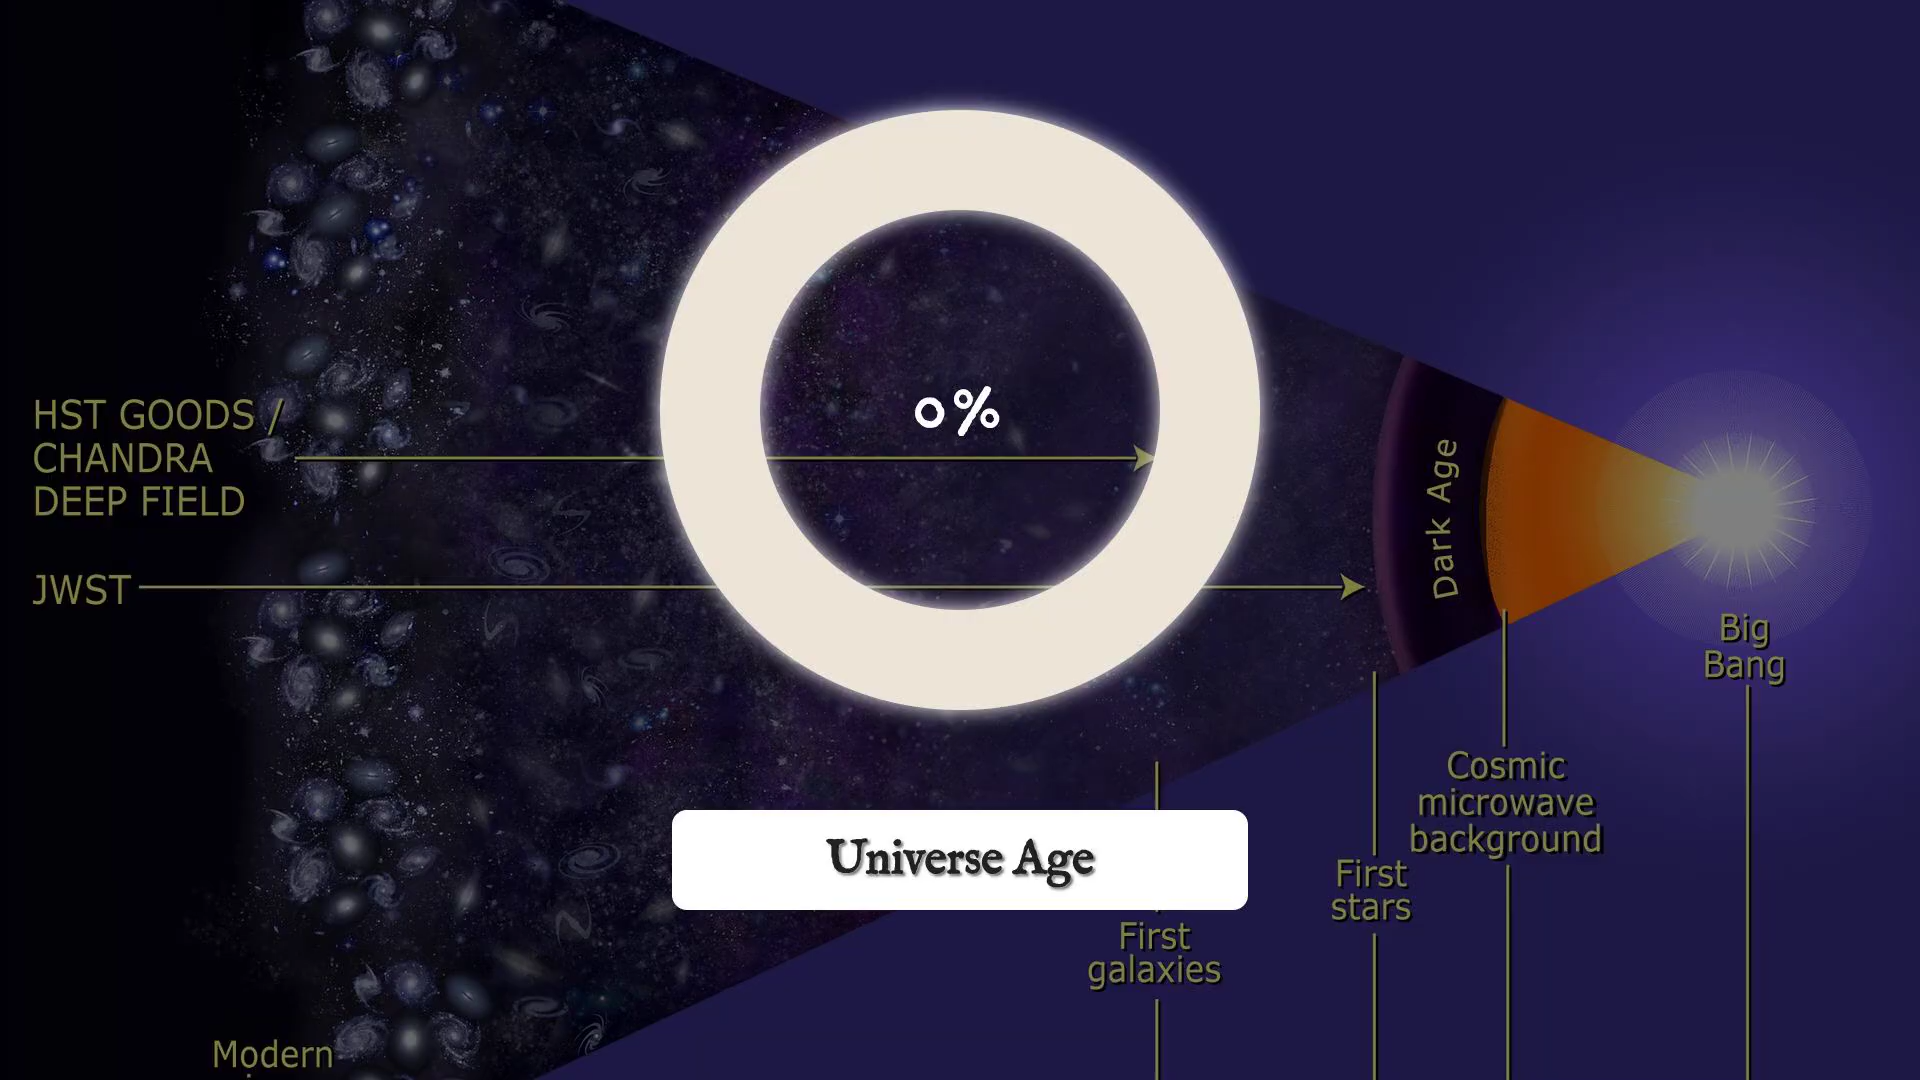 0%
HST GOODS /
CHANDRA
DEEP FIELD
Dark Age
JWST
Big
Bang
Cosmic
microwave
background
Universe Age
First
stars
First
galaxies
Modern